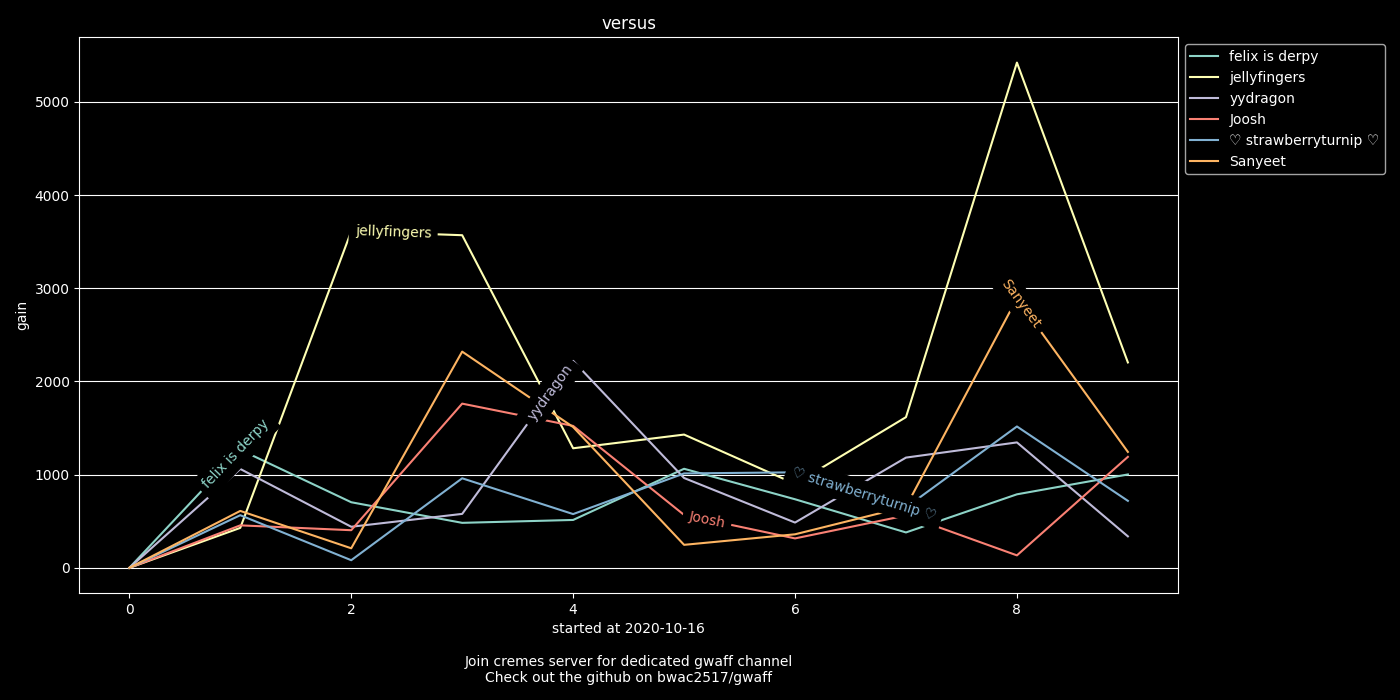 versus
felix is derpy
jellyfingers
yydragon
Joosh
♡ strawberryturnip ♡
Sanyeet
5000
4000
3000
2000
1000
0
gain
felix is derpy
jellyfingers
yydragon
Joosh
♡ strawberryturnip ♡
Sanyeet
0 2 4 6 8
started at 2020-10-16
Join cremes server for dedicated gwaff channel
Check out the github on bwac2517/gwaff